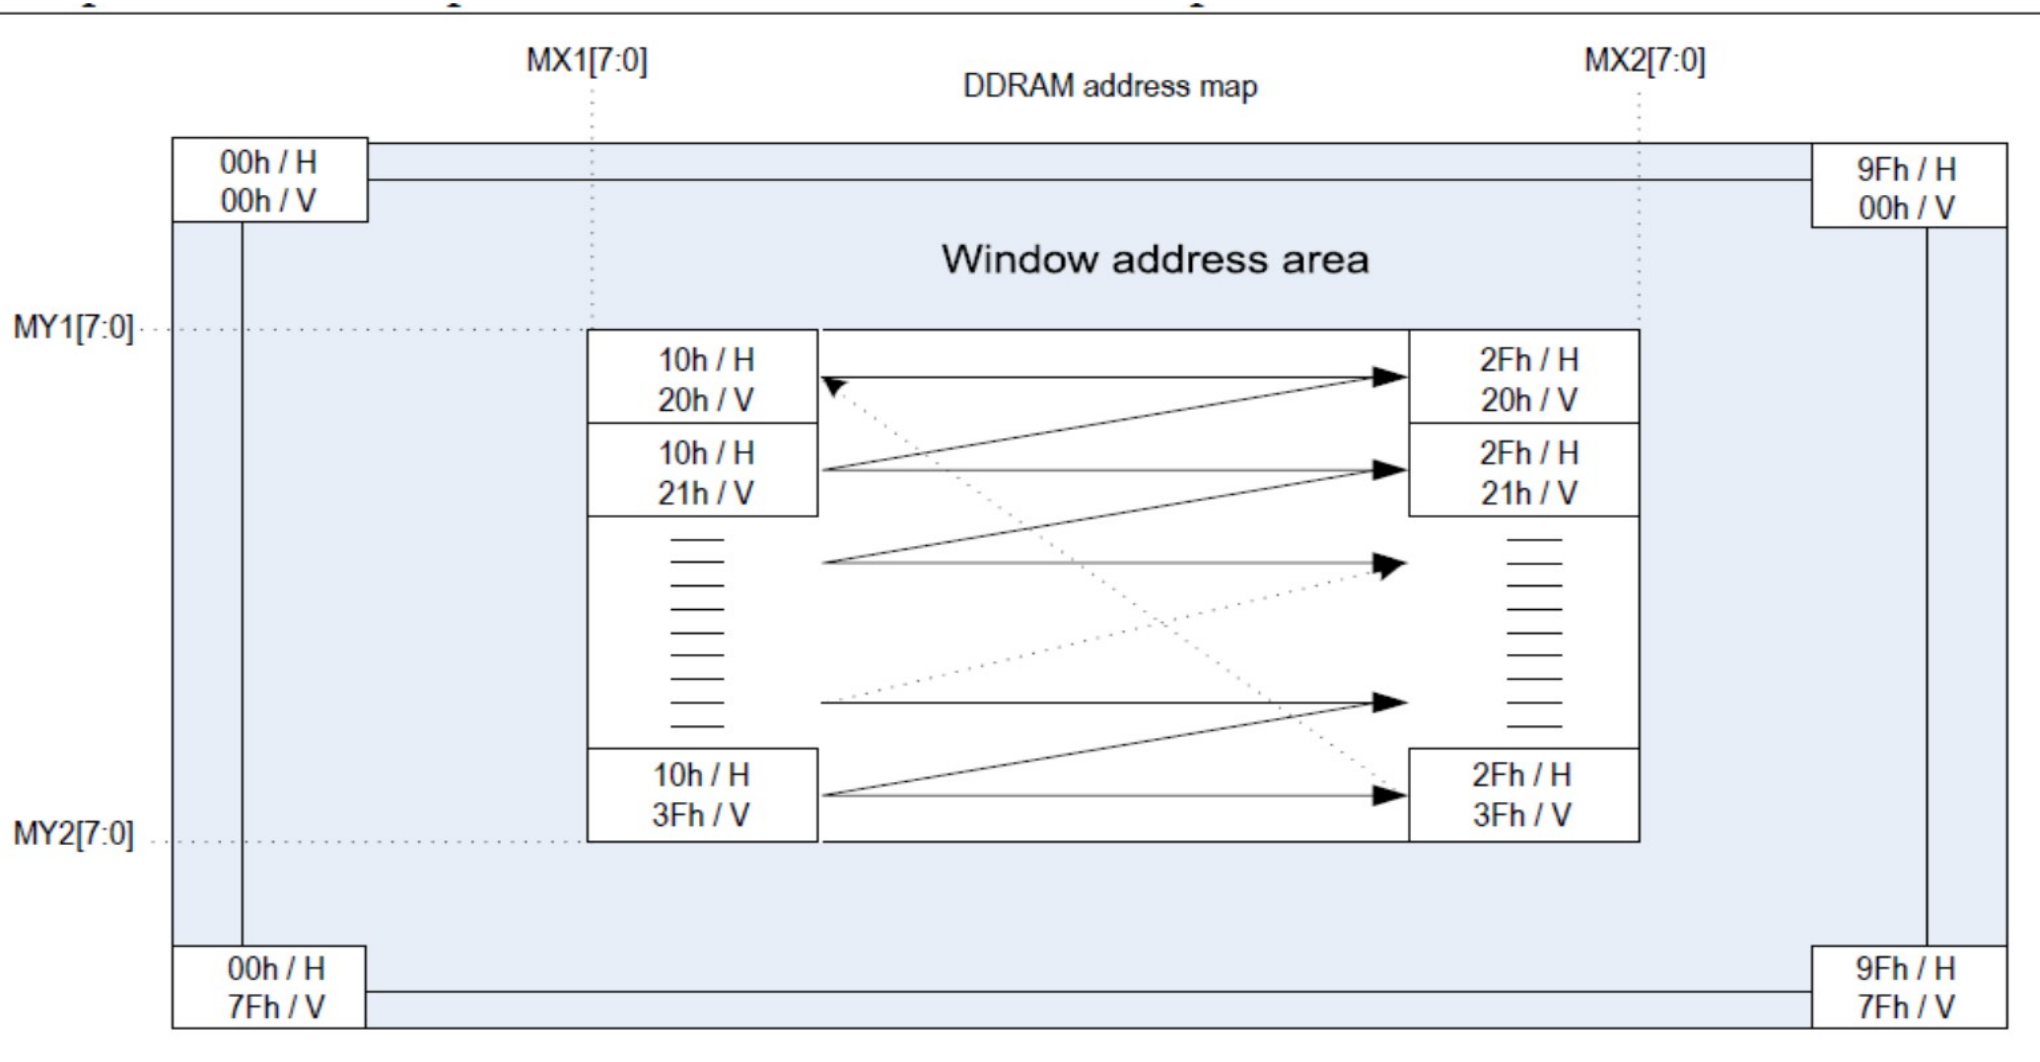 MX1[7:0]
MX2[7:0]
DDRAM address map
00h / H
00h / V
9Fh / H
00h / V
Window address area
MY1[7:0]
10h / H
20h / V
2Fh / H
20h / V
10h / H
21h / V
2Fh / H
21h / V
10h / H
3Fh / V
2Fh / H
3Fh / V
MY2[7:0]
00h / H
7Fh / V
9Fh / H
7Fh / V